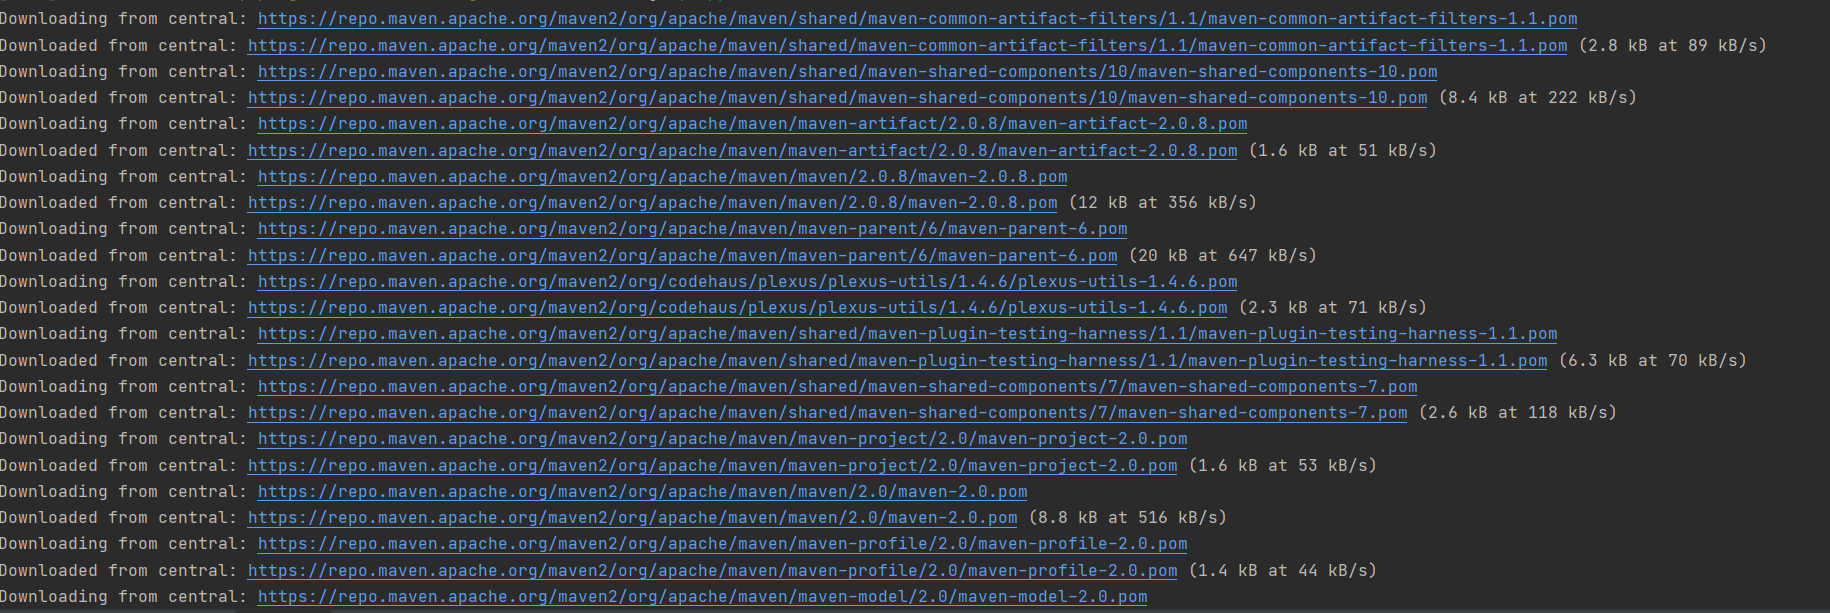 Downloading from central: https://repo.maven.apache.org/maven2/org/apache/maven/shared/maven-common-artifact-filters/1.1/maven-common-artifact-filters-1.1.pom
Downloaded from central: https://repo.maven.apache.org/maven2/org/apache/maven/shared/maven-common-artifact-filters/1.1/maven-common-artifact-filters-1.1.pom (2.8 kB at 89 kB/s)
Downloading from central: https://repo.maven.apache.org/maven2/org/apache/maven/shared/maven-shared-components/10/maven-shared-components-10.pom
Downloaded from central: https://repo.maven.apache.org/maven2/org/apache/maven/shared/maven-shared-components/10/maven-shared-components-10.pom (8.4 kB at 222 kB/s)
Downloading from central: https://repo.maven.apache.org/maven2/org/apache/maven/maven-artifact/2.0.8/maven-artifact-2.0.8.pom
Downloaded from central: https://repo.maven.apache.org/maven2/org/apache/maven/maven-artifact/2.0.8/maven-artifact-2.0.8.pom (1.6 kB at 51 kB/s)
Downloading from central: https://repo.maven.apache.org/maven2/org/apache/maven/maven/2.0.8/maven-2.0.8.pom
Downloaded from central: https://repo.maven.apache.org/maven2/org/apache/maven/maven/2.0.8/maven-2.0.8.pom (12 kB at 356 kB/s)
Downloading from central: https://repo.maven.apache.org/maven2/org/apache/maven/maven-parent/6/maven-parent-6.pom
Downloaded from central: https://repo.maven.apache.org/maven2/org/apache/maven/maven-parent/6/maven-parent-6.pom (20 kB at 647 kB/s)
Downloading from central: https://repo.maven.apache.org/maven2/org/codehaus/plexus/plexus-utils/1.4.6/plexus-utils-1.4.6.pom
Downloaded from central: https://repo.maven.apache.org/maven2/org/codehaus/plexus/plexus-utils/1.4.6/plexus-utils-1.4.6.pom (2.3 kB at 71 kB/s)
Downloading from central: https://repo.maven.apache.org/maven2/org/apache/maven/shared/maven-plugin-testing-harness/1.1/maven-plugin-testing-harness-1.1.pom
Downloaded from central: https://repo.maven.apache.org/maven2/org/apache/maven/shared/maven-plugin-testing-harness/1.1/maven-plugin-testing-harness-1.1.pom (6.3 kB at 70 kB/s)
Downloading from central: https://repo.maven.apache.org/maven2/org/apache/maven/shared/maven-shared-components/7/maven-shared-components-7.pom
Downloaded from central: https://repo.maven.apache.org/maven2/org/apache/maven/shared/maven-shared-components/7/maven-shared-components-7.pom (2.6 kB at 118 kB/s)
Downloading from central: https://repo.maven.apache.org/maven2/org/apache/maven/maven-project/2.0/maven-project-2.0.pom
Downloaded from central: https://repo.maven.apache.org/maven2/org/apache/maven/maven-project/2.0/maven-project-2.0.pom (1.6 kB at 53 kB/s)
Downloading from central: https://repo.maven.apache.org/maven2/org/apache/maven/maven/2.0/maven-2.0.pom
Downloaded from central: https://repo.maven.apache.org/maven2/org/apache/maven/maven/2.0/maven-2.0.pom (8.8 kB at 516 kB/s)
Downloading from central: https://repo.maven.apache.org/maven2/org/apache/maven/maven-profile/2.0/maven-profile-2.0.pom
Downloaded from central: https://repo.maven.apache.org/maven2/org/apache/maven/maven-profile/2.0/maven-profile-2.0.pom (1.4 kB at 44 kB/s)
Downloading from central: https://repo.maven.apache.org/maven2/org/apache/maven/maven-model/2.0/maven-model-2.0.pom